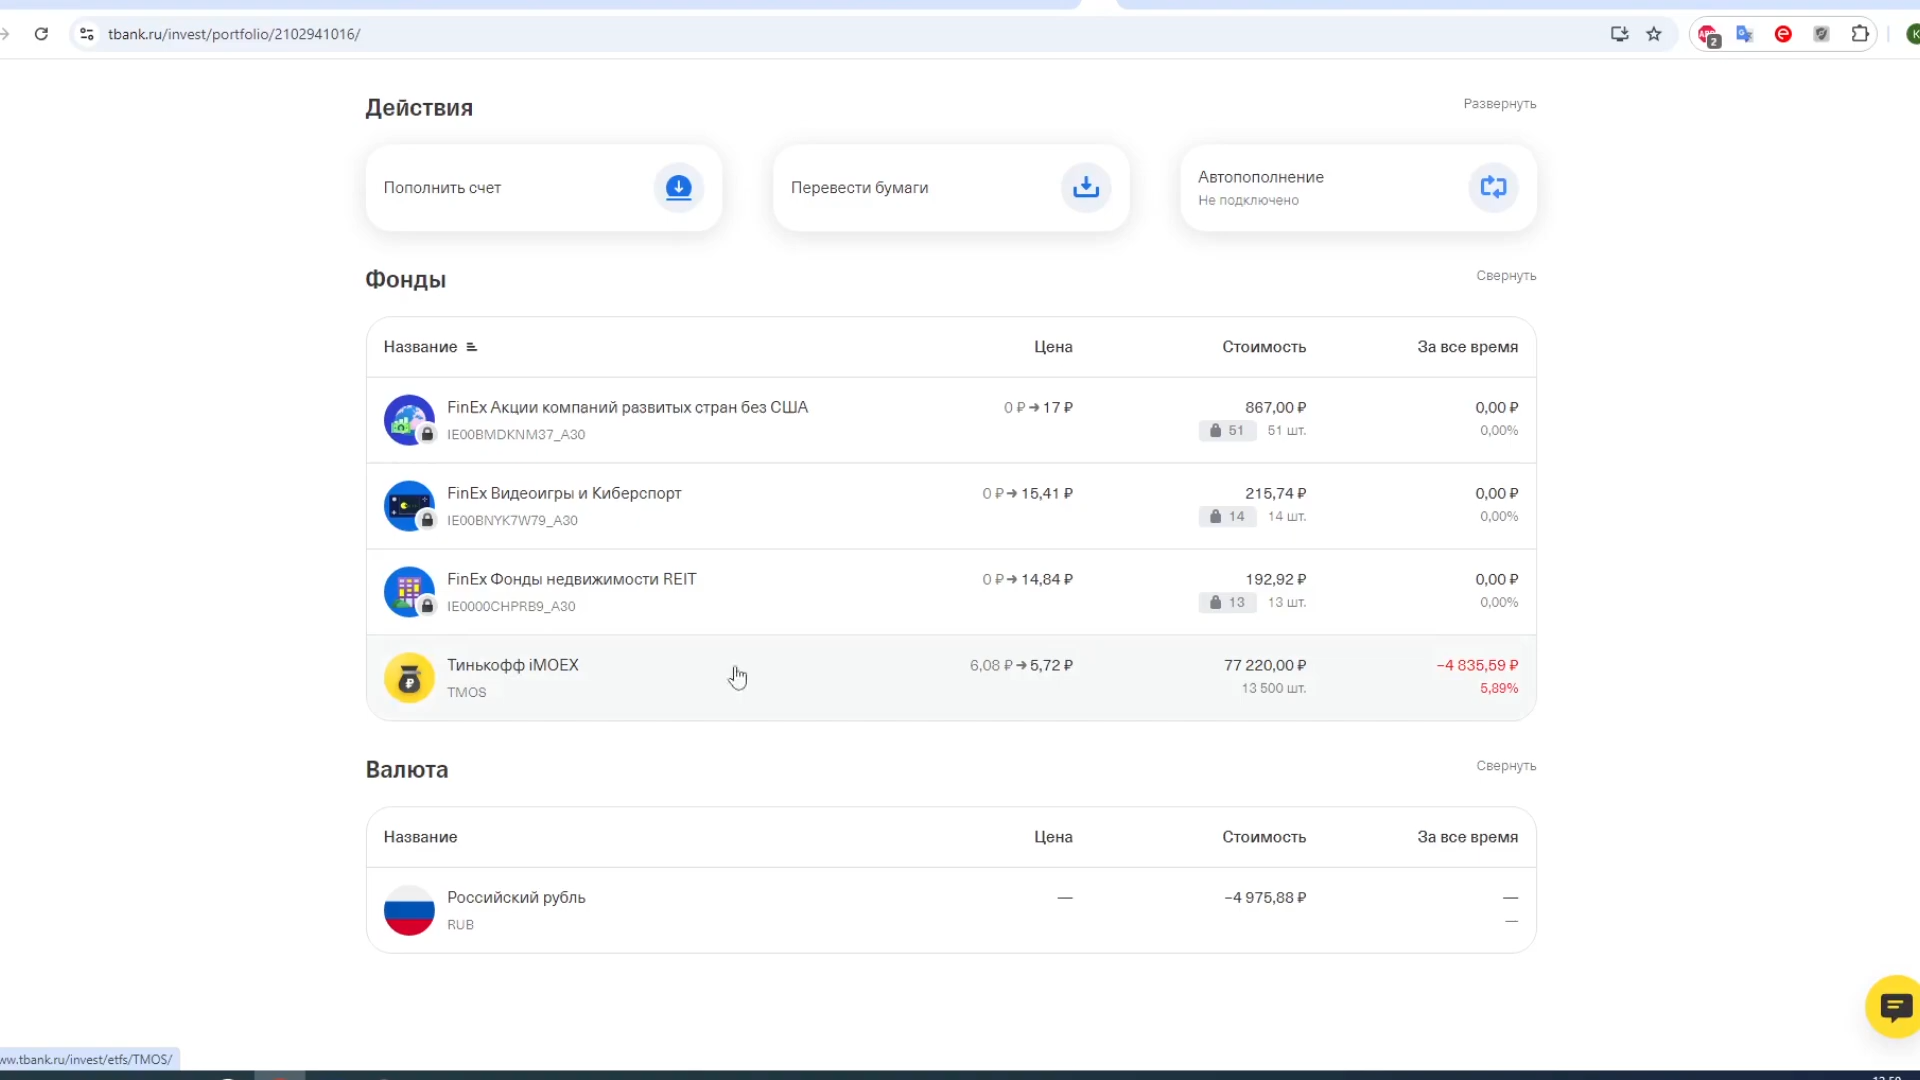 tbank.ru/invest/portfolio/2102941016/
2
K
Действия
Развернуть
Пополнить счет
Перевести бумаги
Автопополнение
Не подключено
Фонды
Свернуть
Название
Цена
Стоимость
За все время
FinEx Акции компаний развитых стран без США
0 ₽ → 17 ₽
867,00 ₽
0,00 ₽
IE00BMDKNM37_A30
51
51 шт.
0,00%
FinEx Видеоигры и Киберспорт
0 ₽ → 15,41 ₽
215,74 ₽
0,00 ₽
IE00BNYK7W79_A30
14
14 шт.
0,00%
FinEx Фонды недвижимости REIT
0 ₽ → 14,84 ₽
192,92 ₽
0,00 ₽
IE0000CHPRB9_A30
13
13 шт.
0,00%
Тинькофф iMOEX
6,08 ₽ → 5,72 ₽
77 220,00 ₽
−4 835,59 ₽
TMOS
13 500 шт.
5,89%
Валюта
Свернуть
Название
Цена
Стоимость
За все время
Российский рубль
—
−4 975,88 ₽
—
RUB
—
ww.tbank.ru/invest/etfs/TMOS/